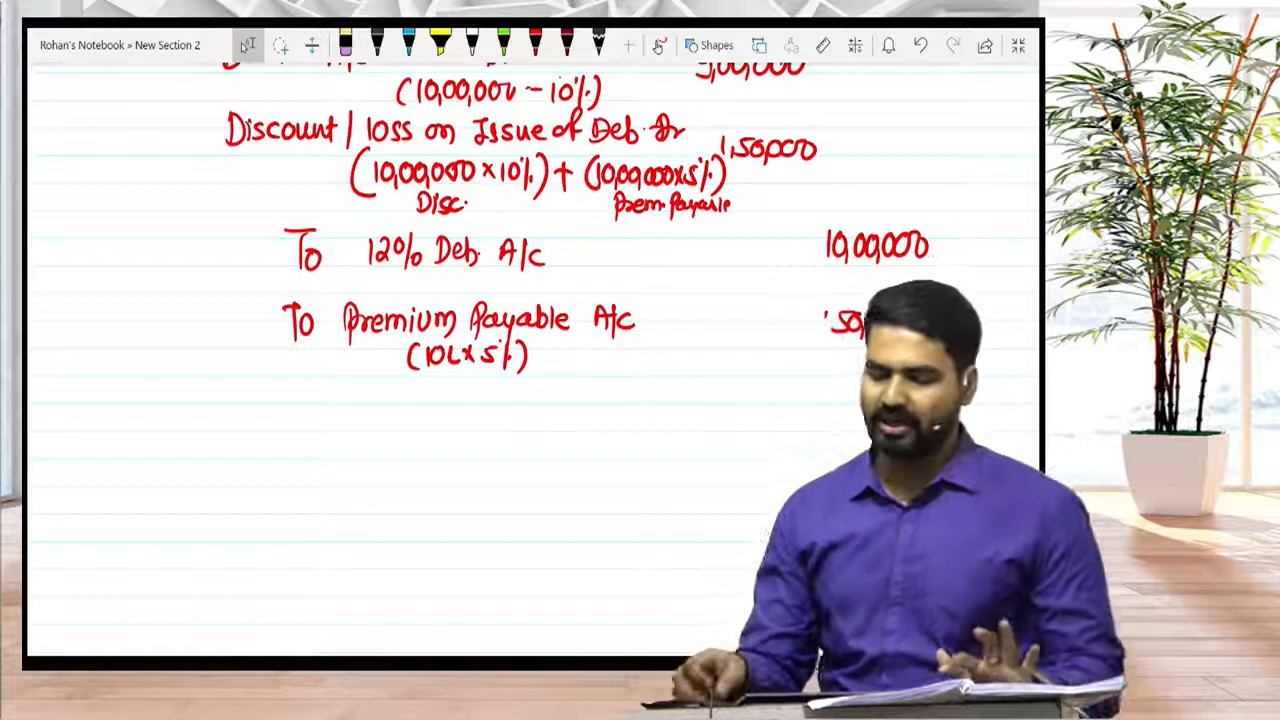 Rohan's Notebook » New Section 2
Shapes
(10,00,000 - 10%)
Discount / loss on Issue of Deb. Dr
1,50,000
(10,00,000 × 10%) + (10,00,000 × 5%)
Disc. Prem. Payable
To 12% Deb. A/c 10,00,000
To Premium Payable A/c
(10L × 5%)